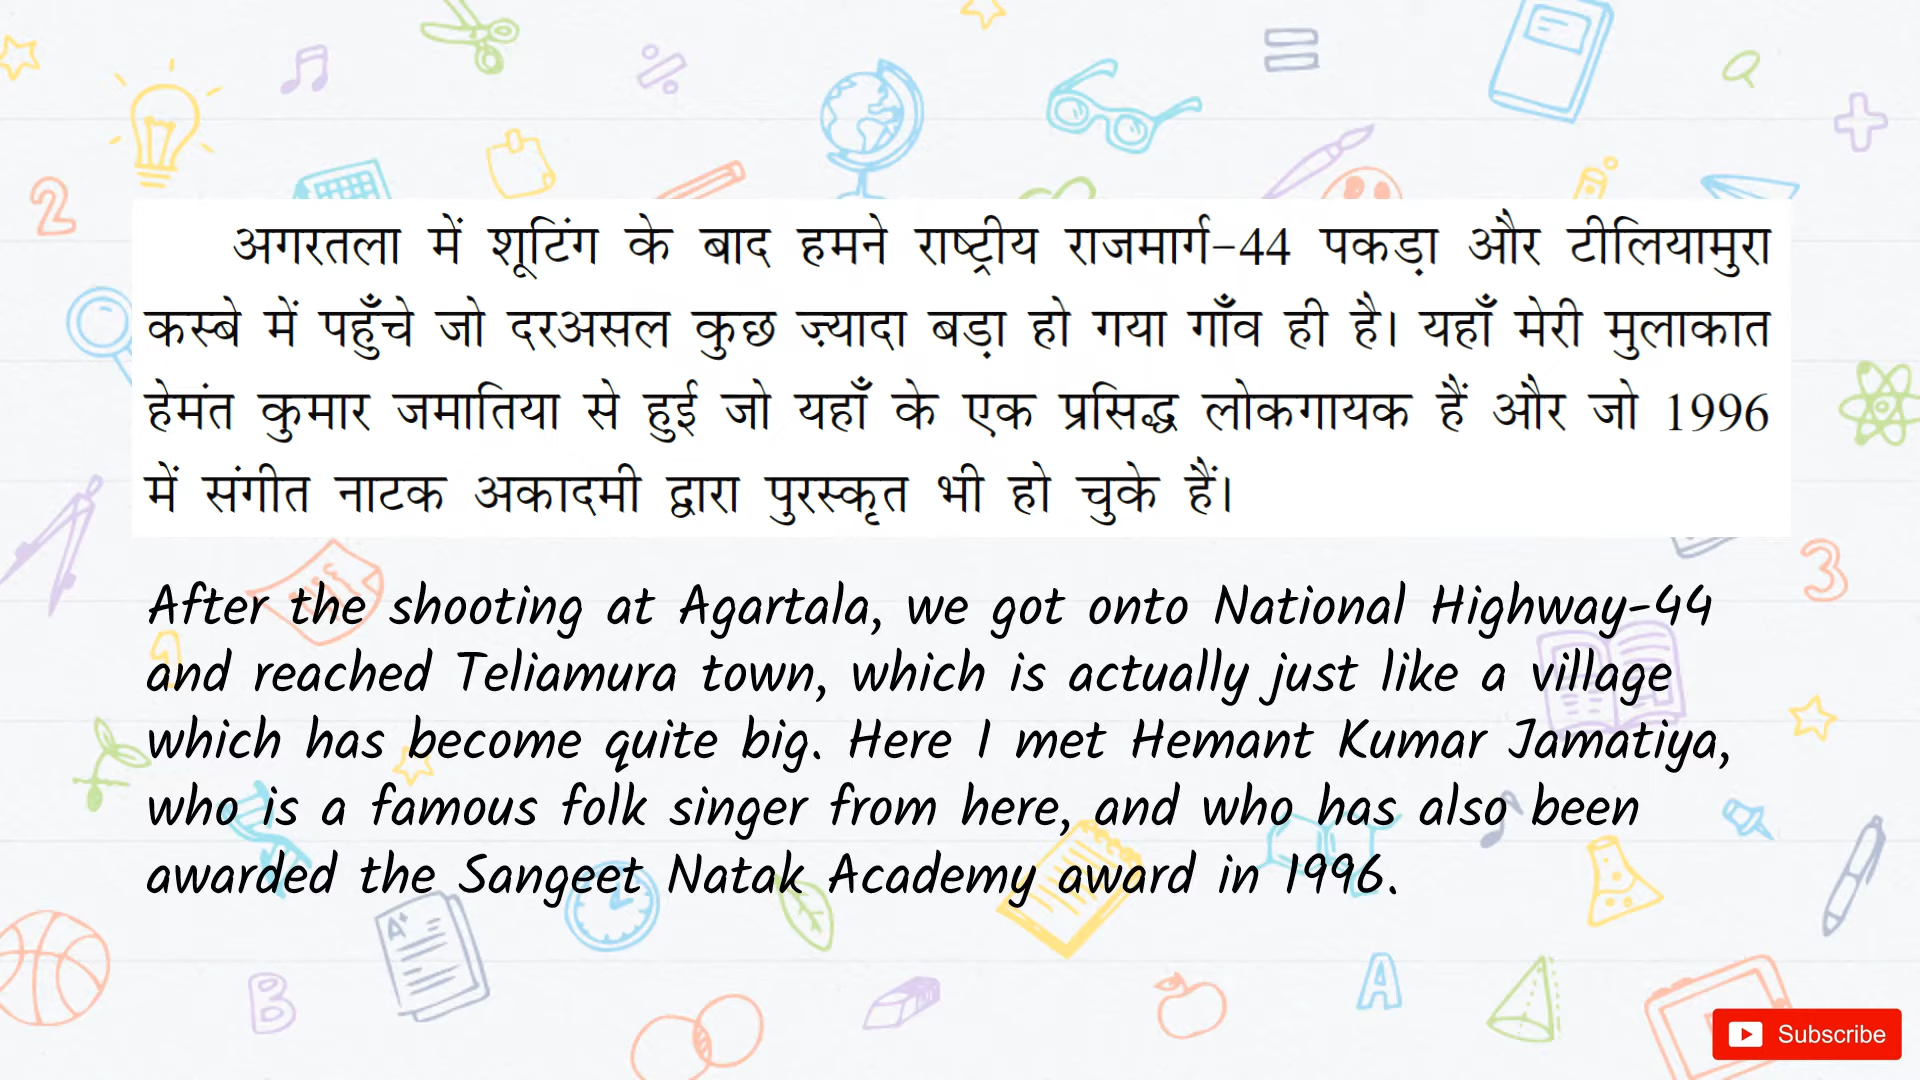 अगरतला में शूटिंग के बाद हमने राष्ट्रीय राजमार्ग-44 पकड़ा और टीलियामुरा
कस्बे में पहुँचे जो दरअसल कुछ ज़्यादा बड़ा हो गया गाँव ही है। यहाँ मेरी मुलाकात
हेमंत कुमार जमातिया से हुई जो यहाँ के एक प्रसिद्ध लोकगायक हैं और जो 1996
में संगीत नाटक अकादमी द्वारा पुरस्कृत भी हो चुके हैं।
After the shooting at Agartala, we got onto National Highway-44
and reached Teliamura town, which is actually just like a village
which has become quite big. Here I met Hemant Kumar Jamatiya,
who is a famous folk singer from here, and who has also been
awarded the Sangeet Natak Academy award in 1996.
Subscribe